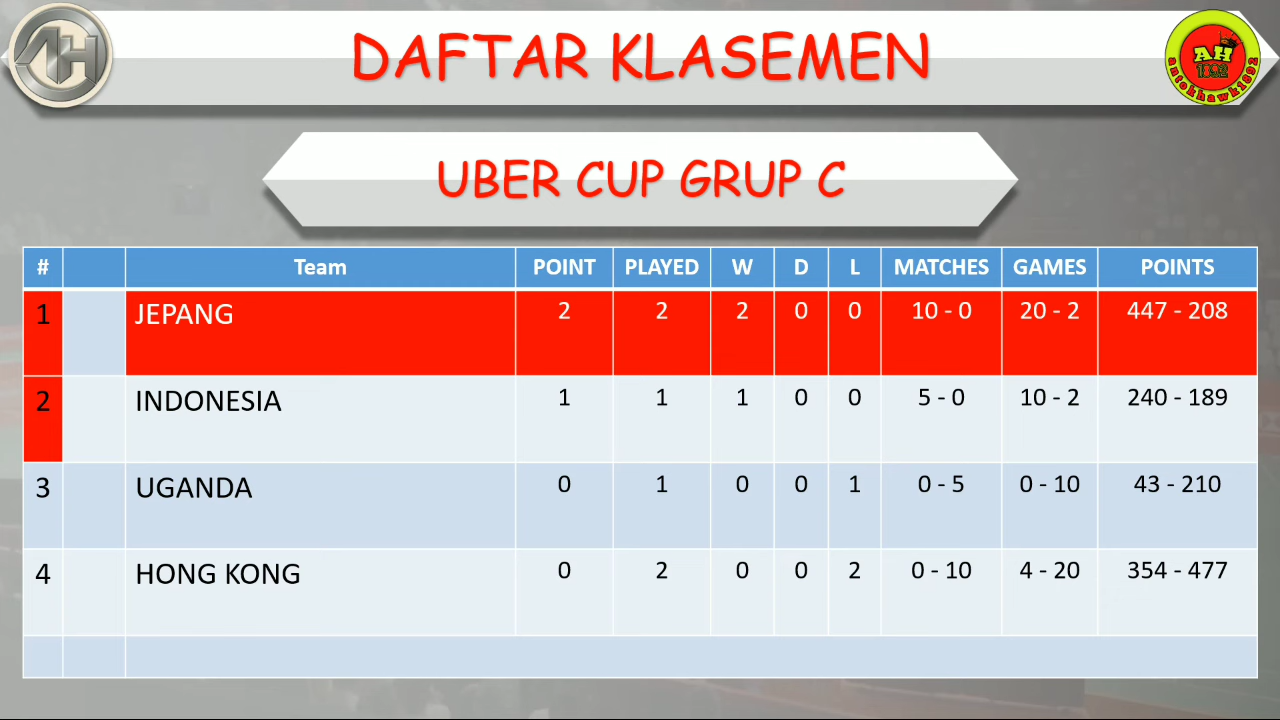 AH
DAFTAR KLASEMEN
AH
1892
antokhawk1892
UBER CUP GRUP C
# Team POINT PLAYED W D L MATCHES GAMES POINTS
1 JEPANG 2 2 2 0 0 10 - 0 20 - 2 447 - 208
2 INDONESIA 1 1 1 0 0 5 - 0 10 - 2 240 - 189
3 UGANDA 0 1 0 0 1 0 - 5 0 - 10 43 - 210
4 HONG KONG 0 2 0 0 2 0 - 10 4 - 20 354 - 477